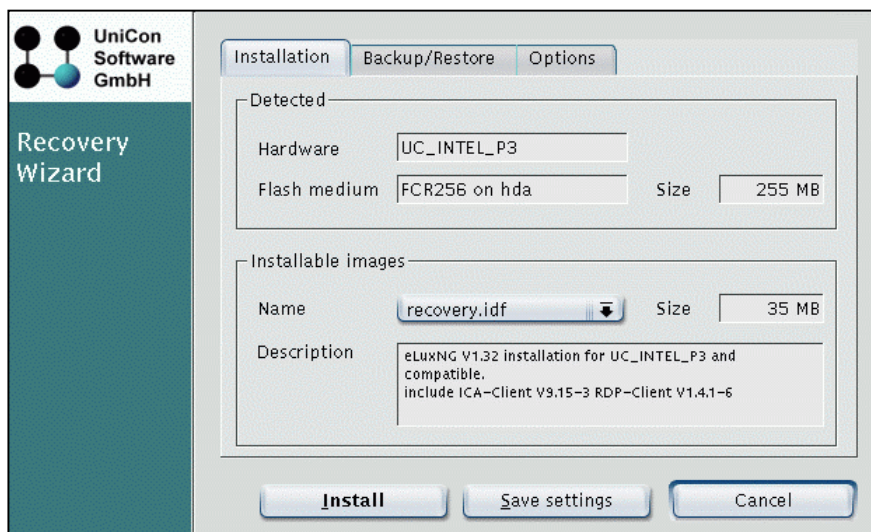 UniCon
Software
GmbH
Recovery
Wizard
Installation Backup/Restore Options
Detected
Hardware UC_INTEL_P3
Flash medium FCR256 on hda Size 255 MB
Installable images
Name recovery.idf Size 35 MB
Description eLuxNG V1.32 installation for UC_INTEL_P3 and
compatible.
include ICA-Client V9.15-3 RDP-Client V1.4.1-6
Install Save settings Cancel